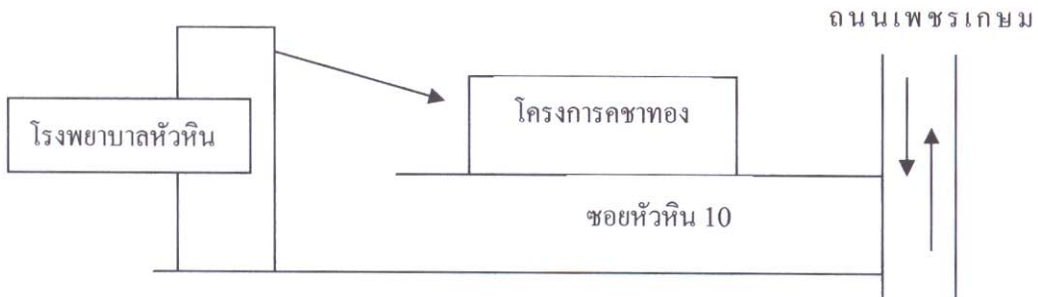 ถนนเพชรเกษม
โครงการคชาทอง
โรงพยาบาลหัวหิน
ซอยหัวหิน 10